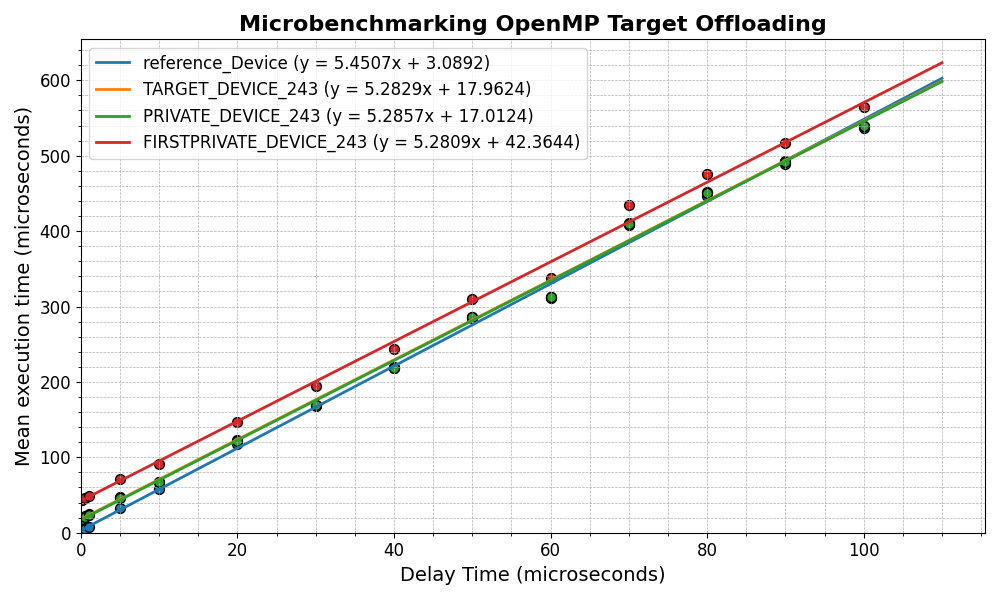 Microbenchmarking OpenMP Target Offloading
reference_Device (y = 5.4507x + 3.0892)
TARGET_DEVICE_243 (y = 5.2829x + 17.9624)
PRIVATE_DEVICE_243 (y = 5.2857x + 17.0124)
FIRSTPRIVATE_DEVICE_243 (y = 5.2809x + 42.3644)
Mean execution time (microseconds)
600
500
400
300
200
100
0
0 20 40 60 80 100
Delay Time (microseconds)